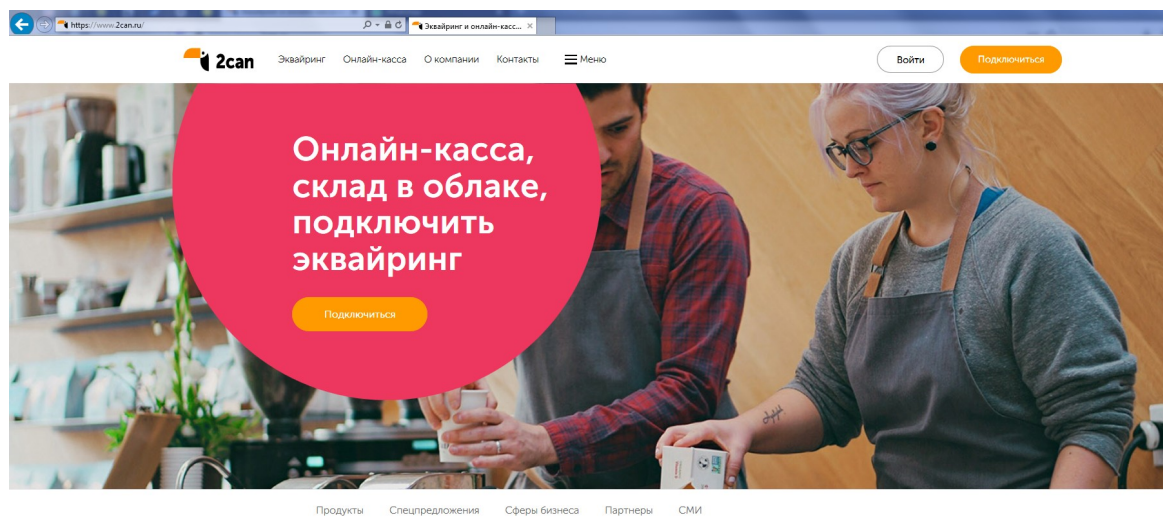 https://www.2can.ru/
Эквайринг и онлайн-касс...
2can
Эквайринг
Онлайн-касса
О компании
Контакты
Меню
Войти
Подключиться
Онлайн-касса,
склад в облаке,
подключить
эквайринг
Подключиться
Продукты
Спецпредложения
Сферы бизнеса
Партнеры
СМИ